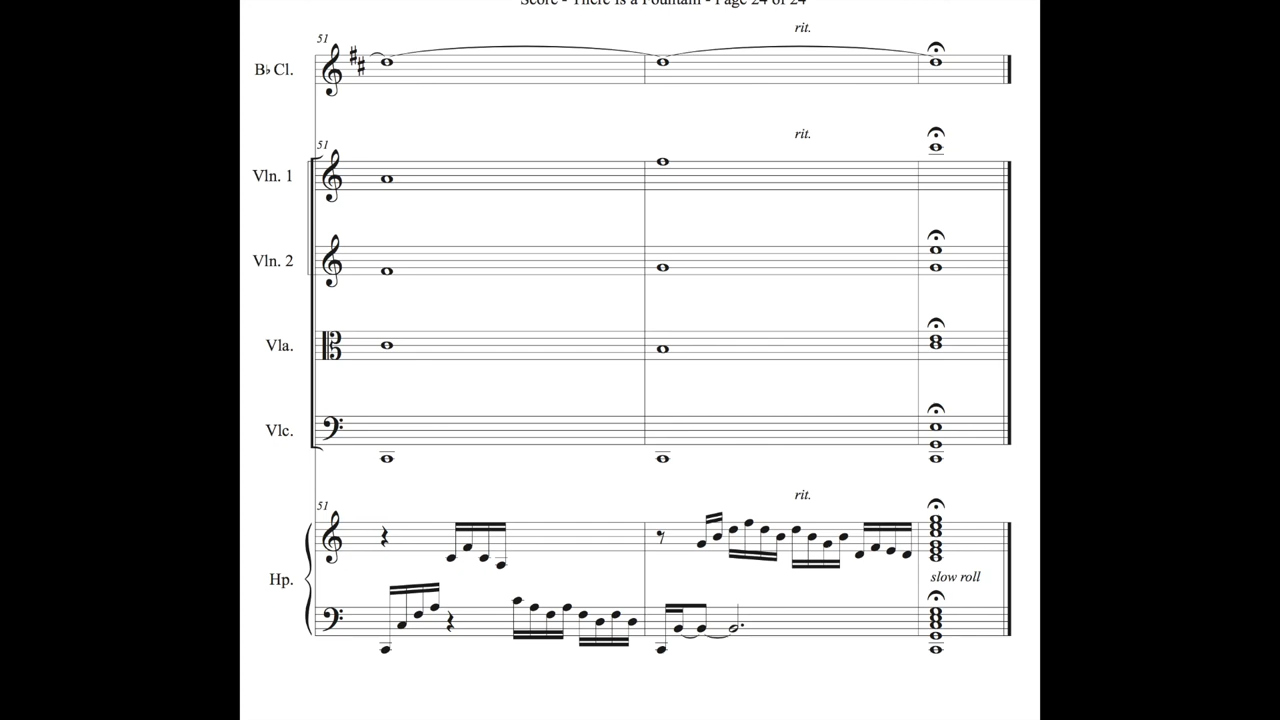 Score - There Is a Fountain - Page 24 of 24
rit.
51
B♭ Cl.
rit.
51
Vln. 1
Vln. 2
Vla.
Vlc.
rit.
51
Hp.
slow roll